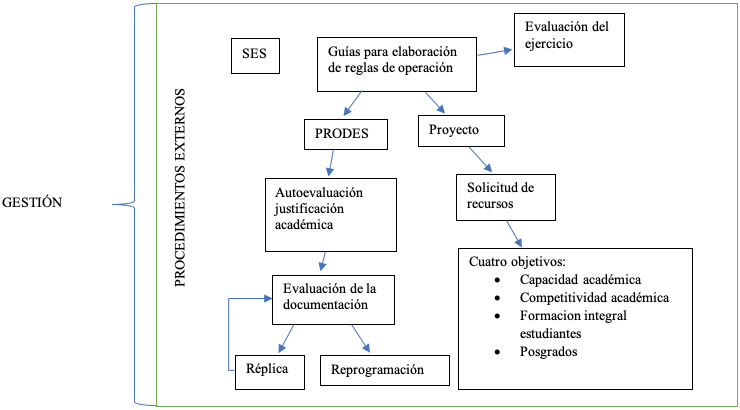 GESTIÓN
PROCEDIMIENTOS EXTERNOS
SES
Guías para elaboración
de reglas de operación
Evaluación del
ejercicio
PRODES
Proyecto
Autoevaluación
justificación
académica
Solicitud de
recursos
Evaluación de la
documentación
Cuatro objetivos:
• Capacidad académica
• Competitividad académica
• Formacion integral
estudiantes
• Posgrados
Réplica
Reprogramación